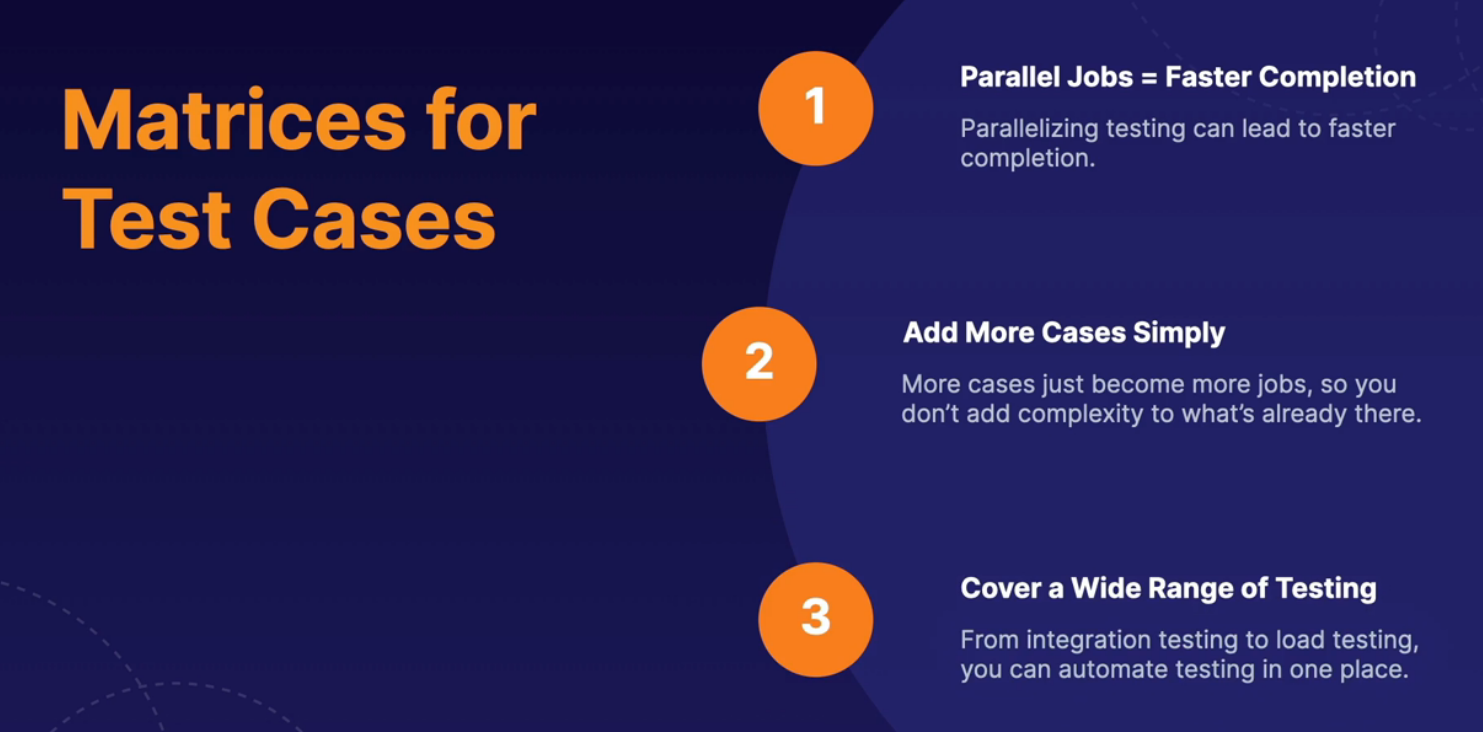 Matrices for
Test Cases
1
Parallel Jobs = Faster Completion
Parallelizing testing can lead to faster
completion.
2
Add More Cases Simply
More cases just become more jobs, so you
don’t add complexity to what’s already there.
3
Cover a Wide Range of Testing
From integration testing to load testing,
you can automate testing in one place.